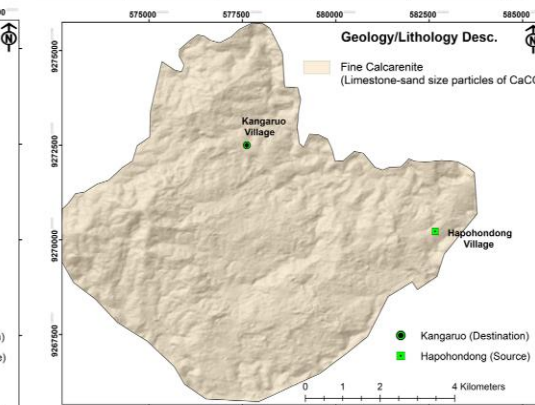 575000 577500 580000 582500 585000
N
N
Geology/Lithology Desc.
Fine Calcarenite
(Limestone-sand size particles of CaCO
9275000
9272500
9270000
9267500
Kangaruo
Village
Hapohondong
Village
Kangaruo (Destination)
Hapohondong (Source)
0 1 2 4 Kilometers